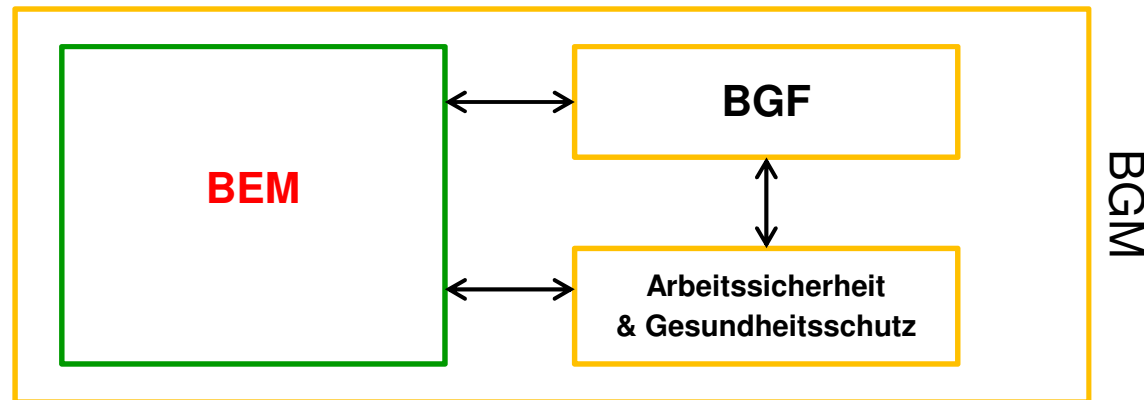 BEM
BGF
Arbeitssicherheit
& Gesundheitsschutz
BGM